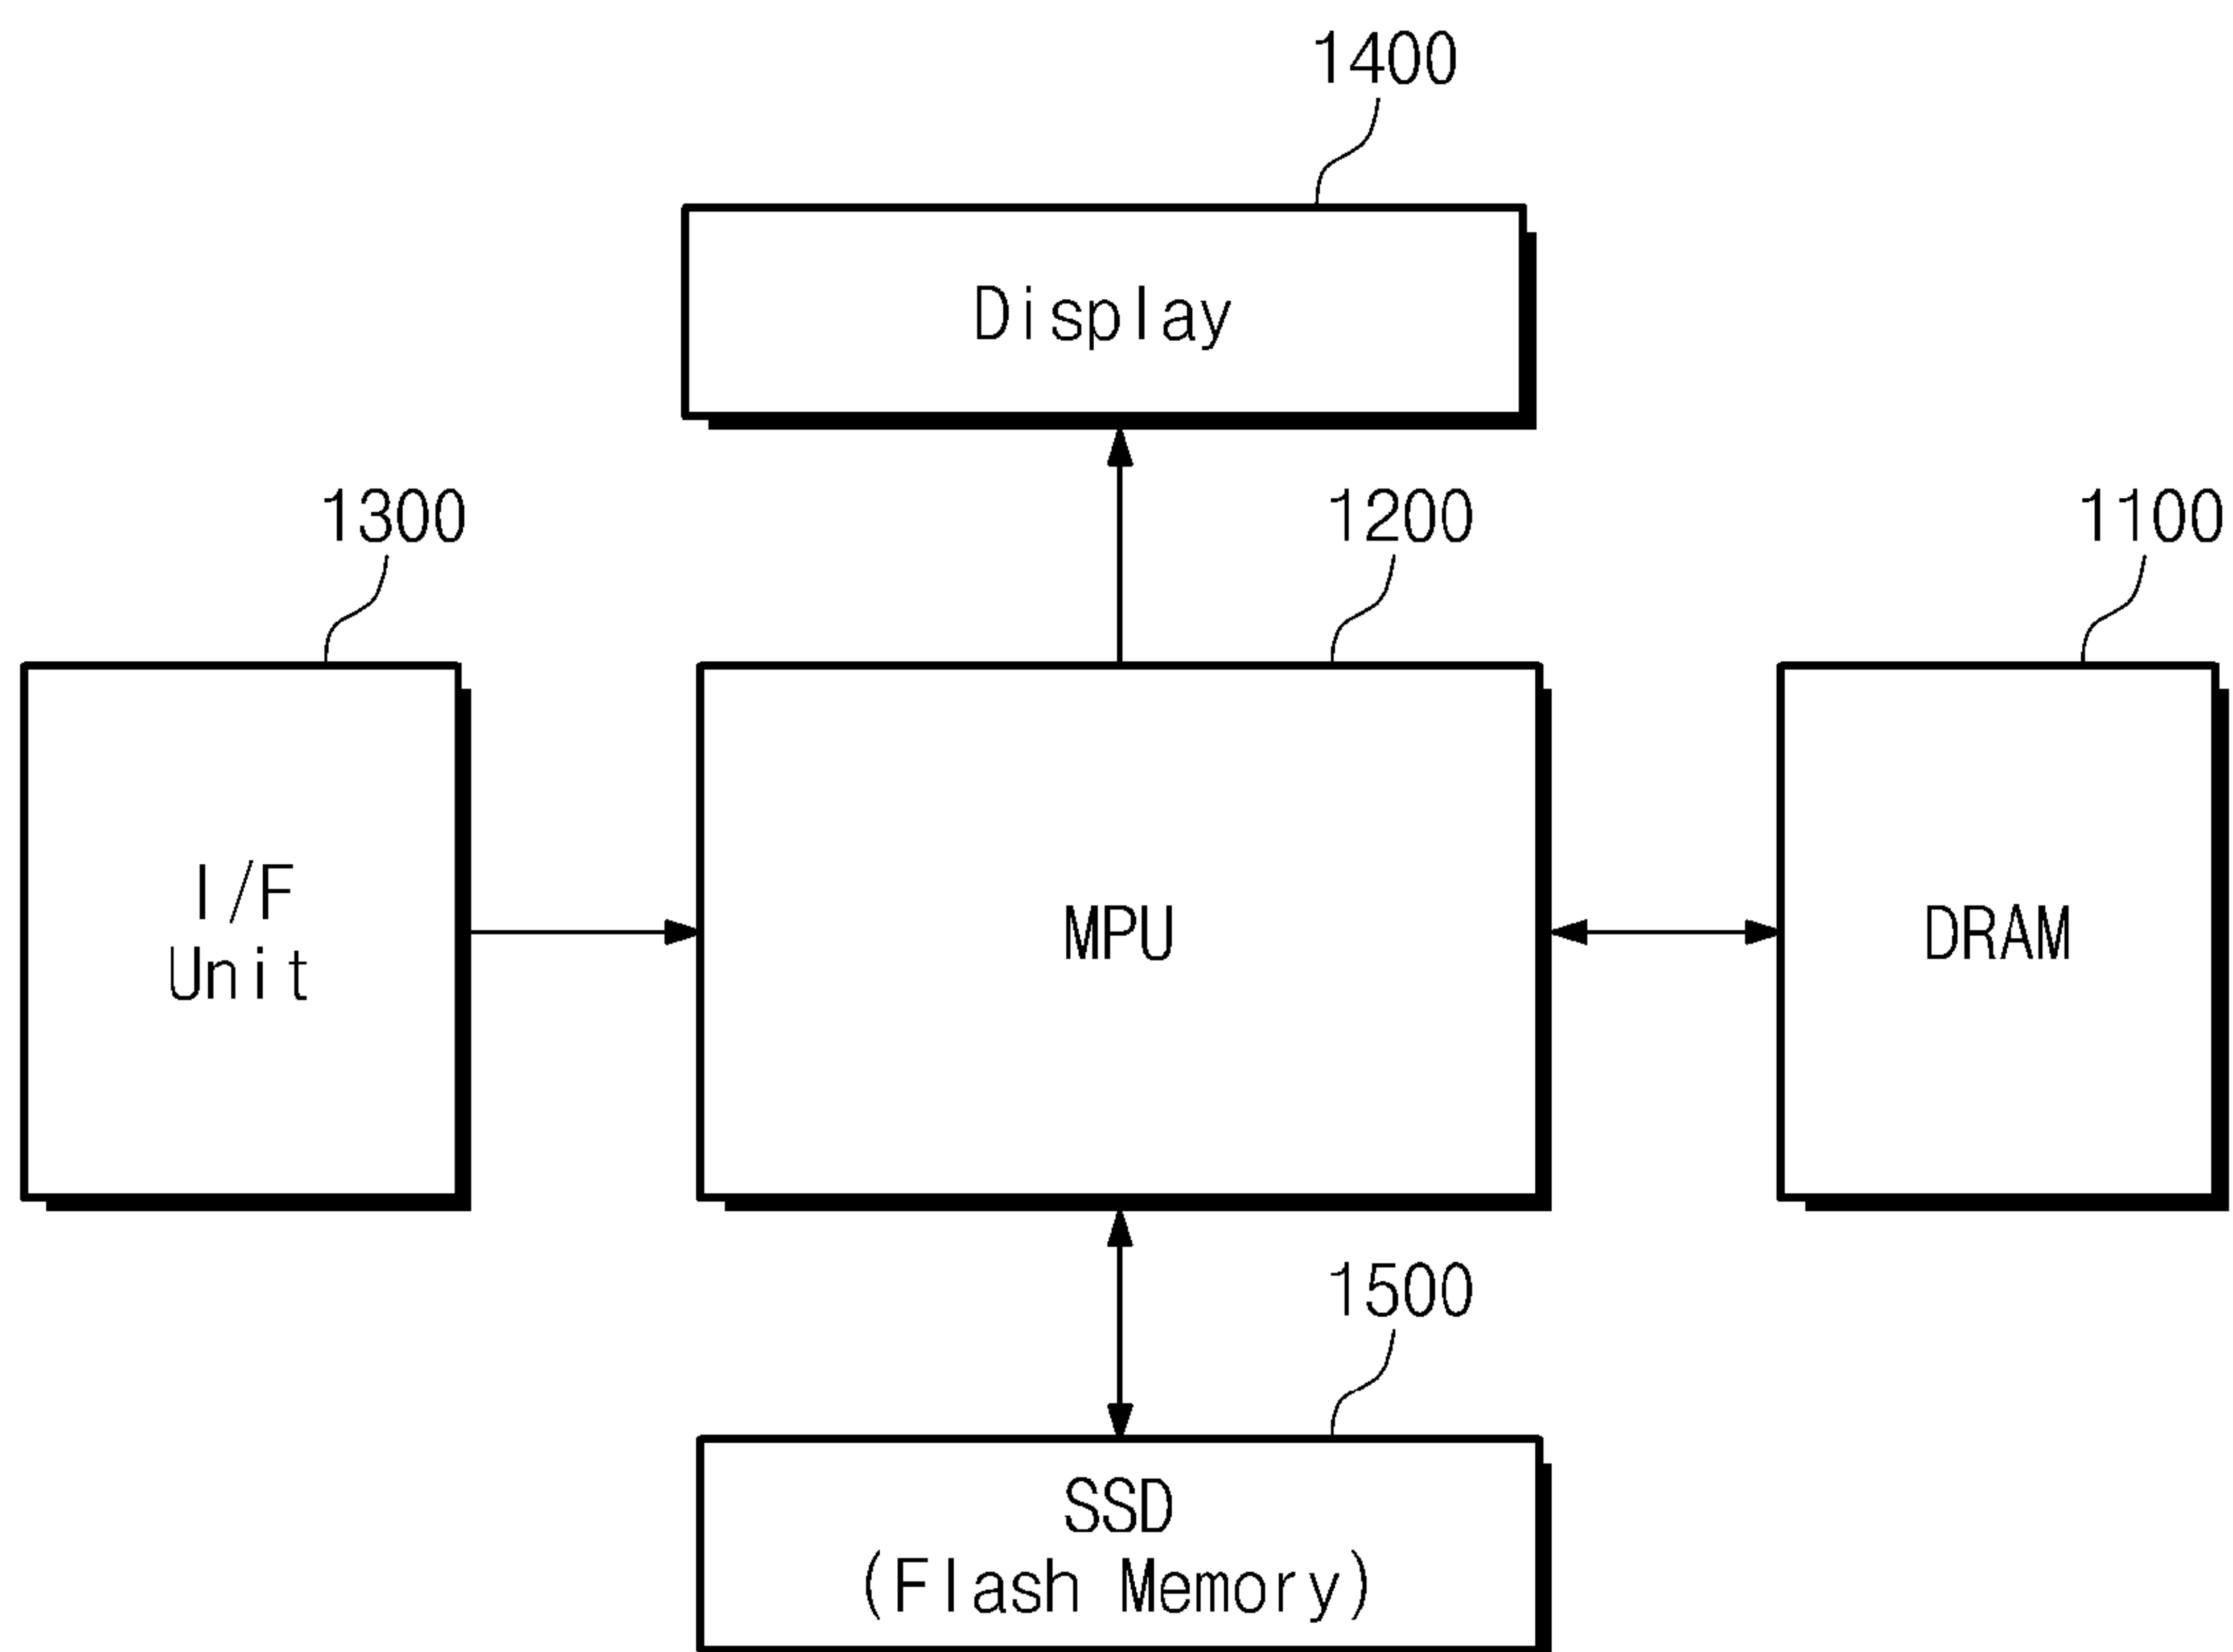 1400
Display
1300
1200
1100
I/F
Unit
MPU
DRAM
1500
SSD
(Flash Memory)